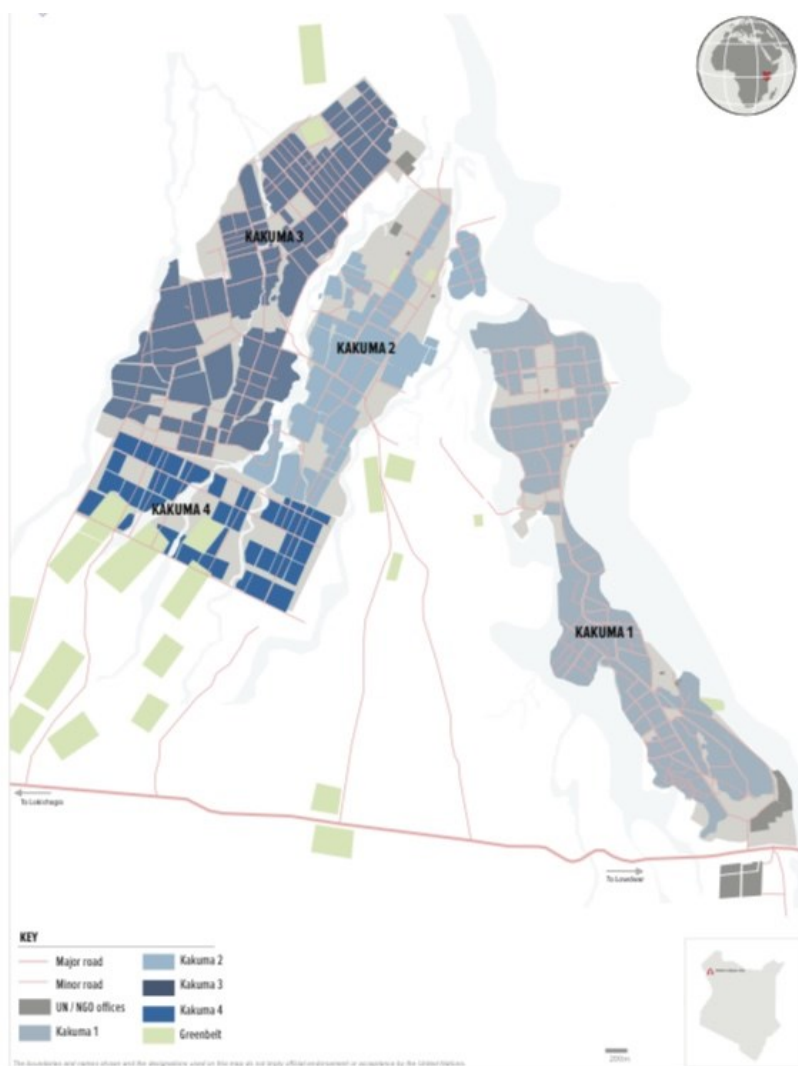 KAKUMA 3
KAKUMA 2
KAKUMA 4
KAKUMA 1
To Lokichogio
To Lowdwar
KEY
Major road
Minor road
UN / NGO offices
Kakuma 1
Kakuma 2
Kakuma 3
Kakuma 4
Greenbelt
200m
The boundaries and names shown and the designations used on this map do not imply official endorsement or acceptance by the United Nations.